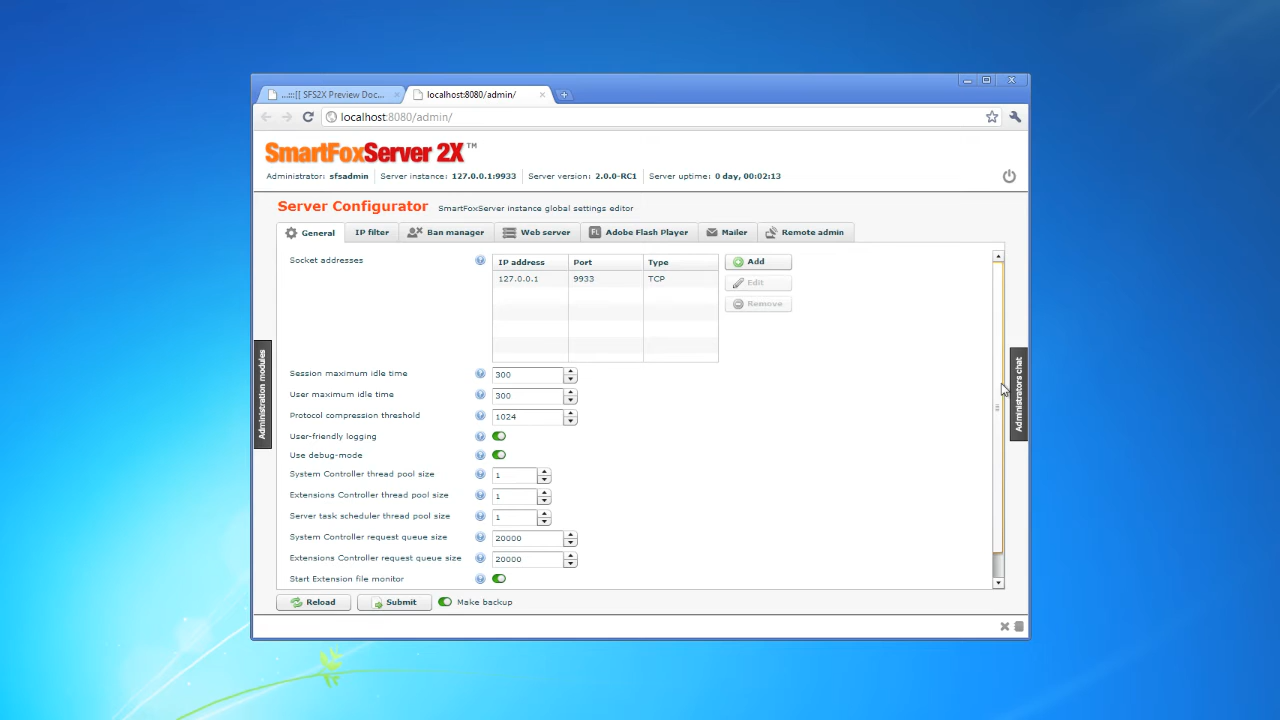 ...:::[[ SFS2X Preview Doc...
localhost:8080/admin/
localhost:8080/admin/
SmartFoxServer 2X™
Administrator: sfsadmin Server instance: 127.0.0.1:9933 Server version: 2.0.0-RC1 Server uptime: 0 day, 00:02:13
Server Configurator SmartFoxServer instance global settings editor
General IP filter Ban manager Web server FL Adobe Flash Player Mailer Remote admin
Socket addresses
IP address Port Type
127.0.0.1 9933 TCP
Add
Edit
Remove
Session maximum idle time 300
User maximum idle time 300
Protocol compression threshold 1024
User-friendly logging
Use debug-mode
System Controller thread pool size 1
Extensions Controller thread pool size 1
Server task scheduler thread pool size 1
System Controller request queue size 20000
Extensions Controller request queue size 20000
Start Extension file monitor
Administration modules
Administrators chat
Reload Submit Make backup